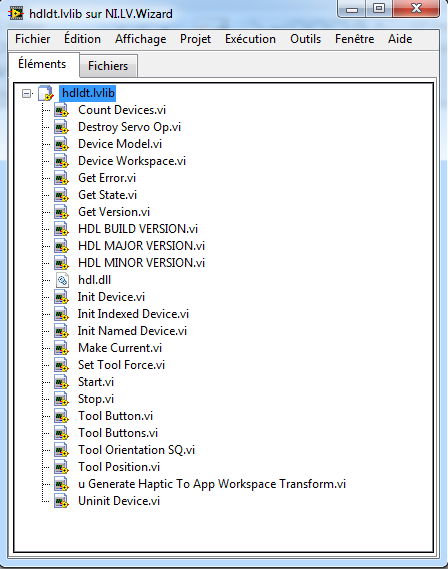 hdldt.lvlib sur NI.LV.Wizard
Fichier Édition Affichage Projet Exécution Outils Fenêtre Aide
Éléments Fichiers
hdldt.lvlib
Count Devices.vi
Destroy Servo Op.vi
Device Model.vi
Device Workspace.vi
Get Error.vi
Get State.vi
Get Version.vi
HDL BUILD VERSION.vi
HDL MAJOR VERSION.vi
HDL MINOR VERSION.vi
hdl.dll
Init Device.vi
Init Indexed Device.vi
Init Named Device.vi
Make Current.vi
Set Tool Force.vi
Start.vi
Stop.vi
Tool Button.vi
Tool Buttons.vi
Tool Orientation SQ.vi
Tool Position.vi
u Generate Haptic To App Workspace Transform.vi
Uninit Device.vi